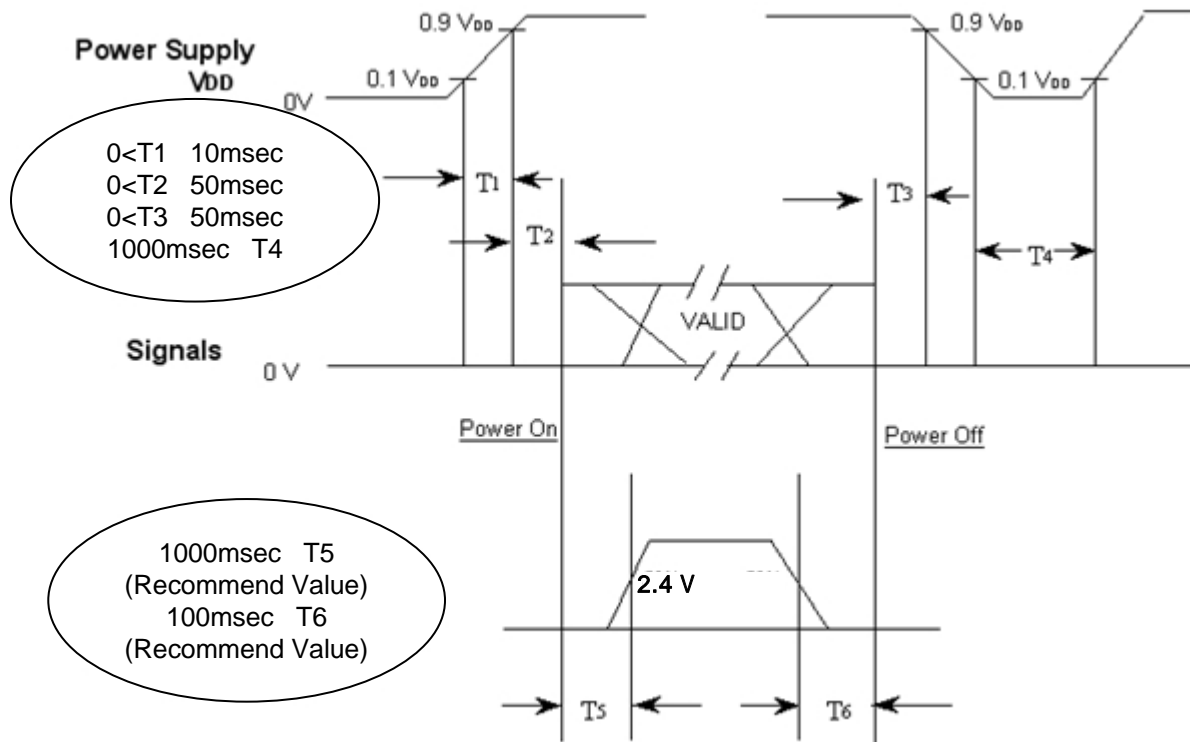 0.9 VDD
0.9 VDD
Power Supply
VDD
0.1 VDD
0.1 VDD
0V
0<T1 10msec
0<T2 50msec
0<T3 50msec
1000msec T4
T1
T3
T2
T4
VALID
Signals
0 V
Power On
Power Off
1000msec T5
(Recommend Value)
100msec T6
(Recommend Value)
2.4 V
T5
T6